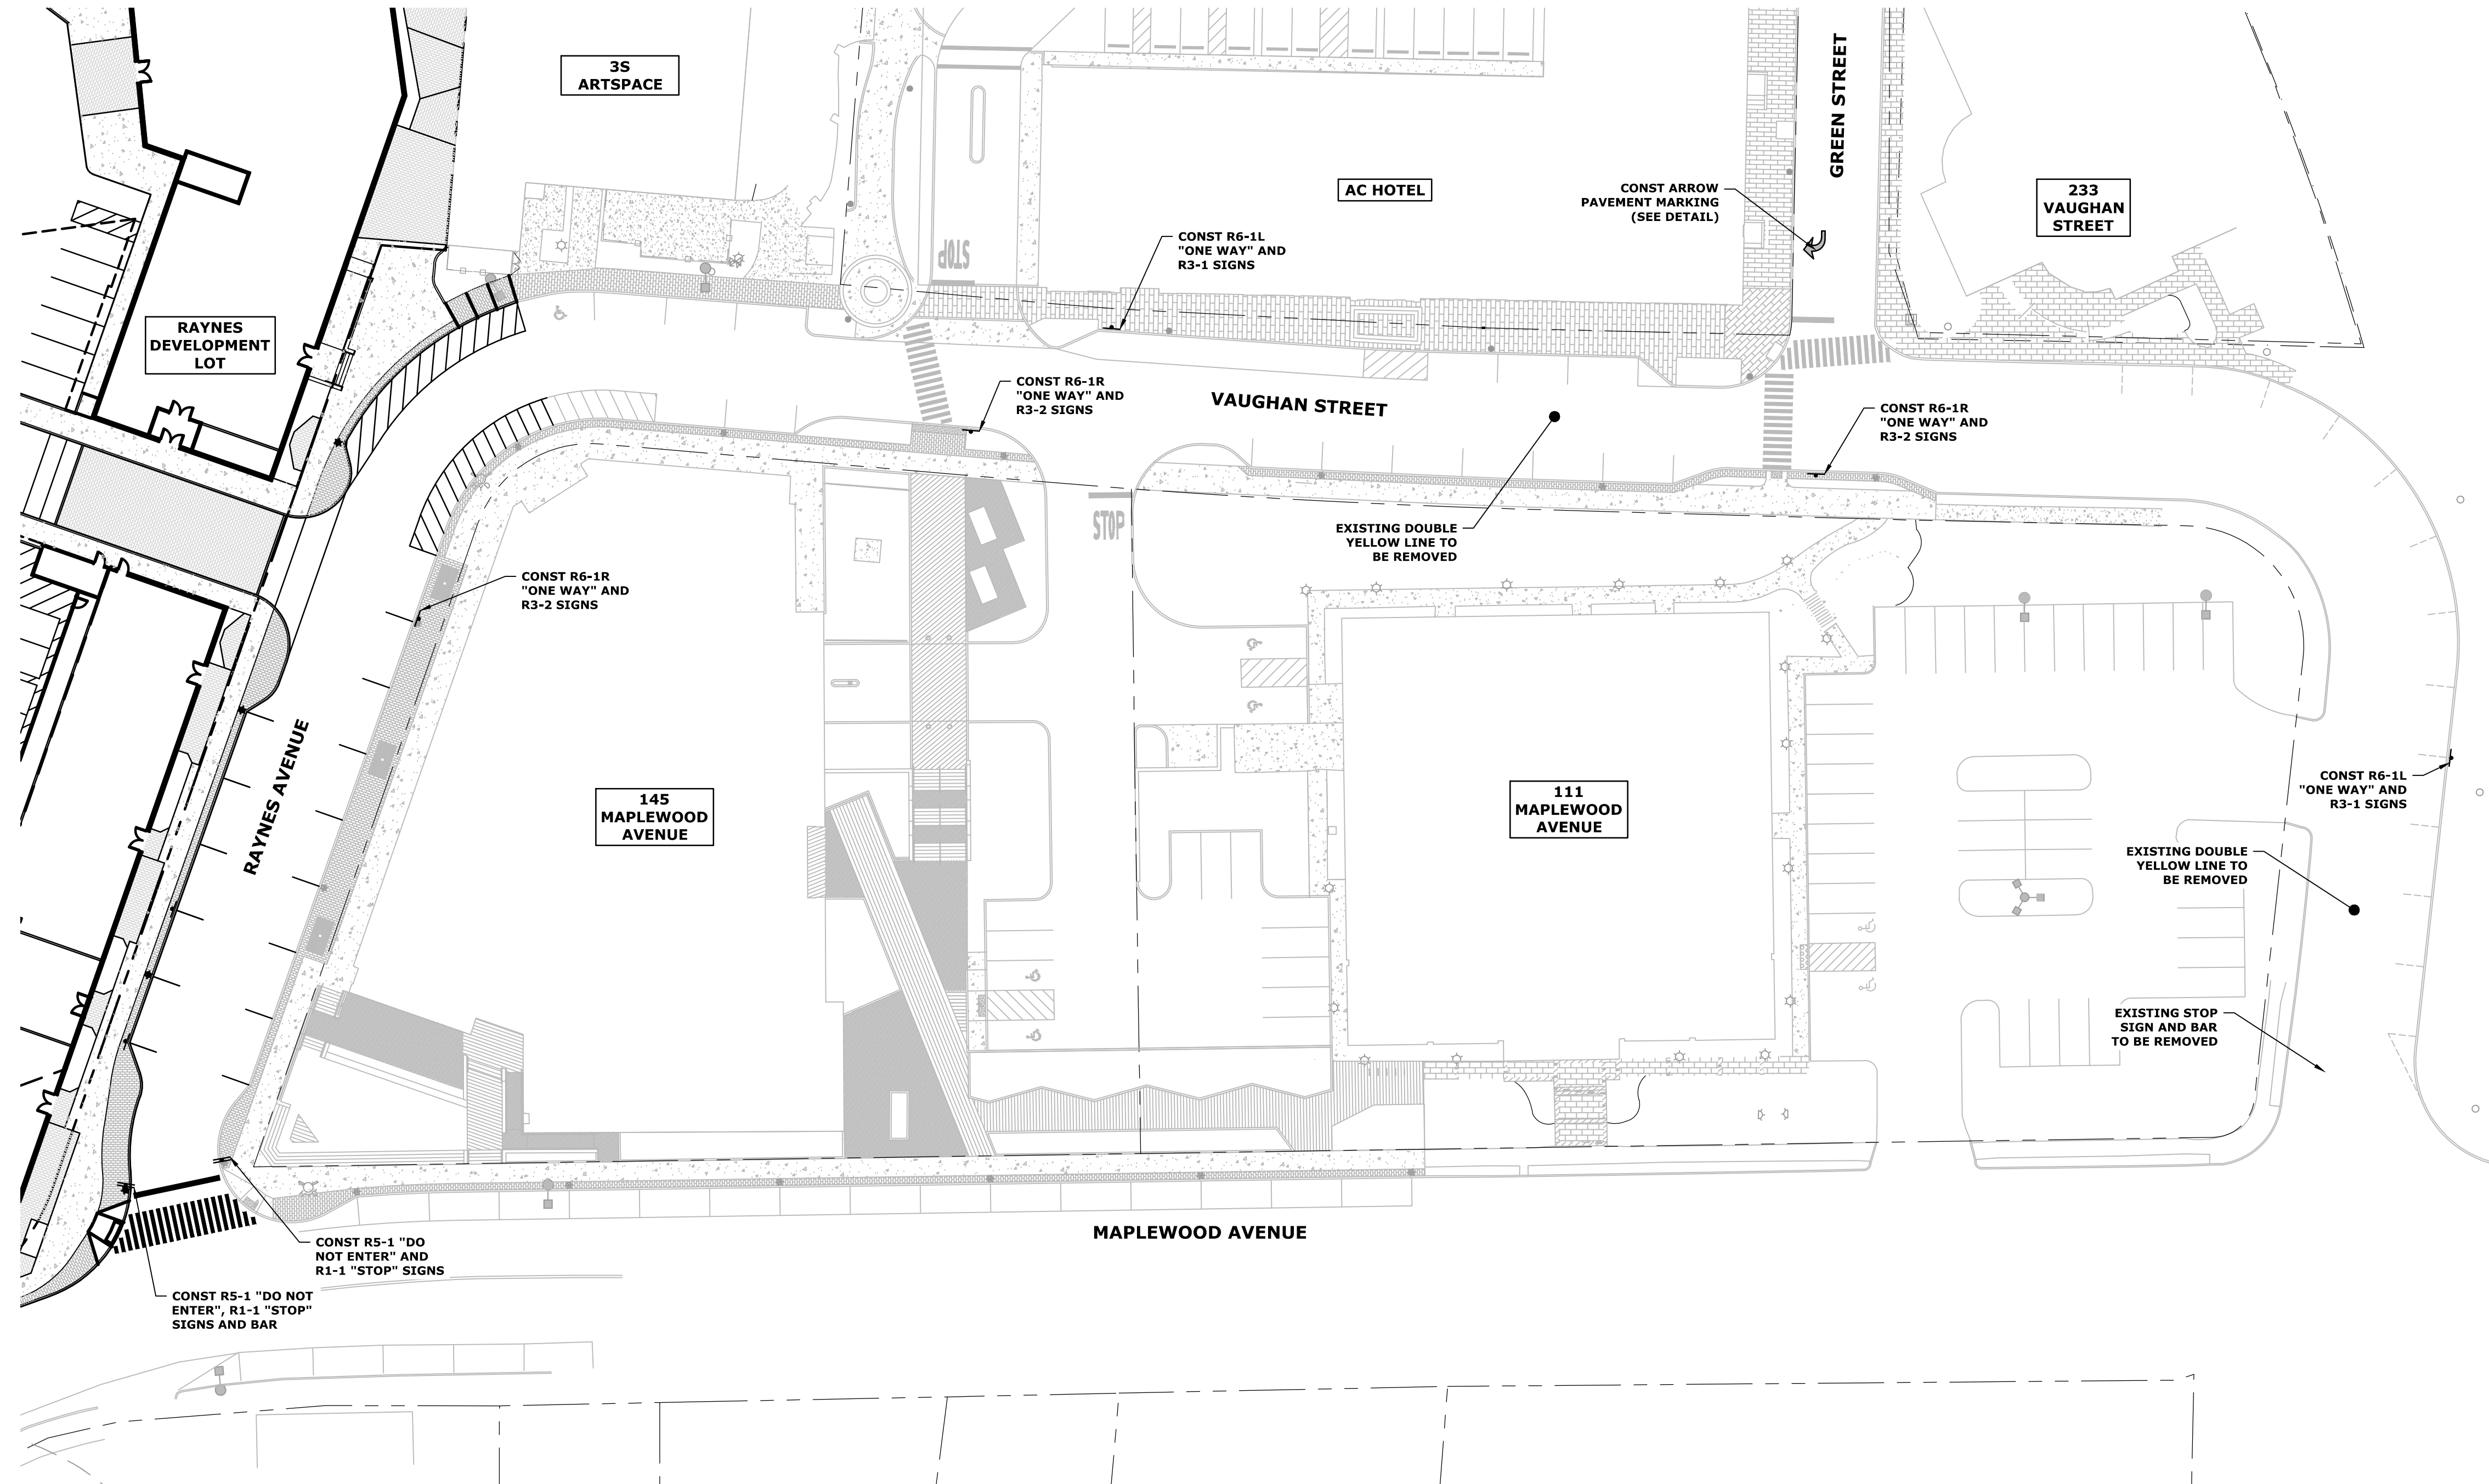 3S
ARTSPACE
GREEN STREET
AC HOTEL
CONST ARROW
PAVEMENT MARKING
(SEE DETAIL)
233
VAUGHAN
STREET
CONST R6-1L
"ONE WAY" AND
R3-1 SIGNS
STOP
RAYNES
DEVELOPMENT
LOT
CONST R6-1R
"ONE WAY" AND
R3-2 SIGNS
VAUGHAN STREET
CONST R6-1R
"ONE WAY" AND
R3-2 SIGNS
STOP
EXISTING DOUBLE
YELLOW LINE TO
BE REMOVED
CONST R6-1R
"ONE WAY" AND
R3-2 SIGNS
RAYNES AVENUE
145
MAPLEWOOD
AVENUE
111
MAPLEWOOD
AVENUE
CONST R6-1L
"ONE WAY" AND
R3-1 SIGNS
EXISTING DOUBLE
YELLOW LINE TO
BE REMOVED
EXISTING STOP
SIGN AND BAR
TO BE REMOVED
MAPLEWOOD AVENUE
CONST R5-1 "DO
NOT ENTER" AND
R1-1 "STOP" SIGNS
CONST R5-1 "DO NOT
ENTER", R1-1 "STOP"
SIGNS AND BAR